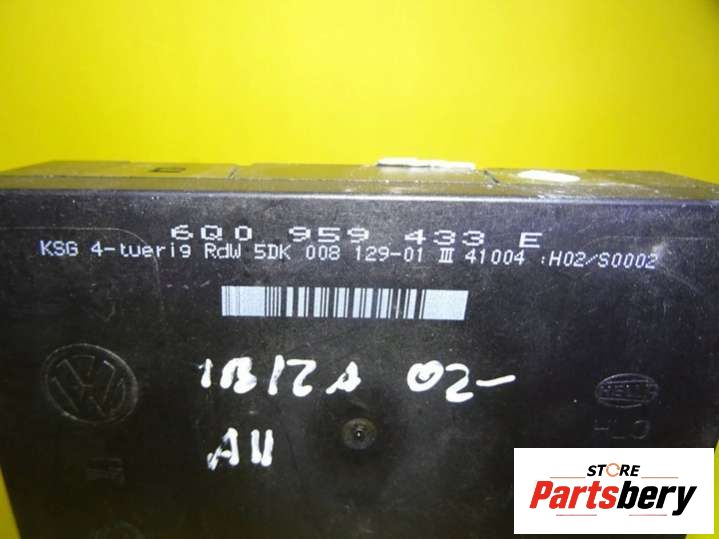 6Q0 959 433 E
KSG 4-tuerig RdW 5DK 008 129-01 III 41004 :H02/S0002
IBIZA 02-
AU
HELLA
STORE
Partsbery